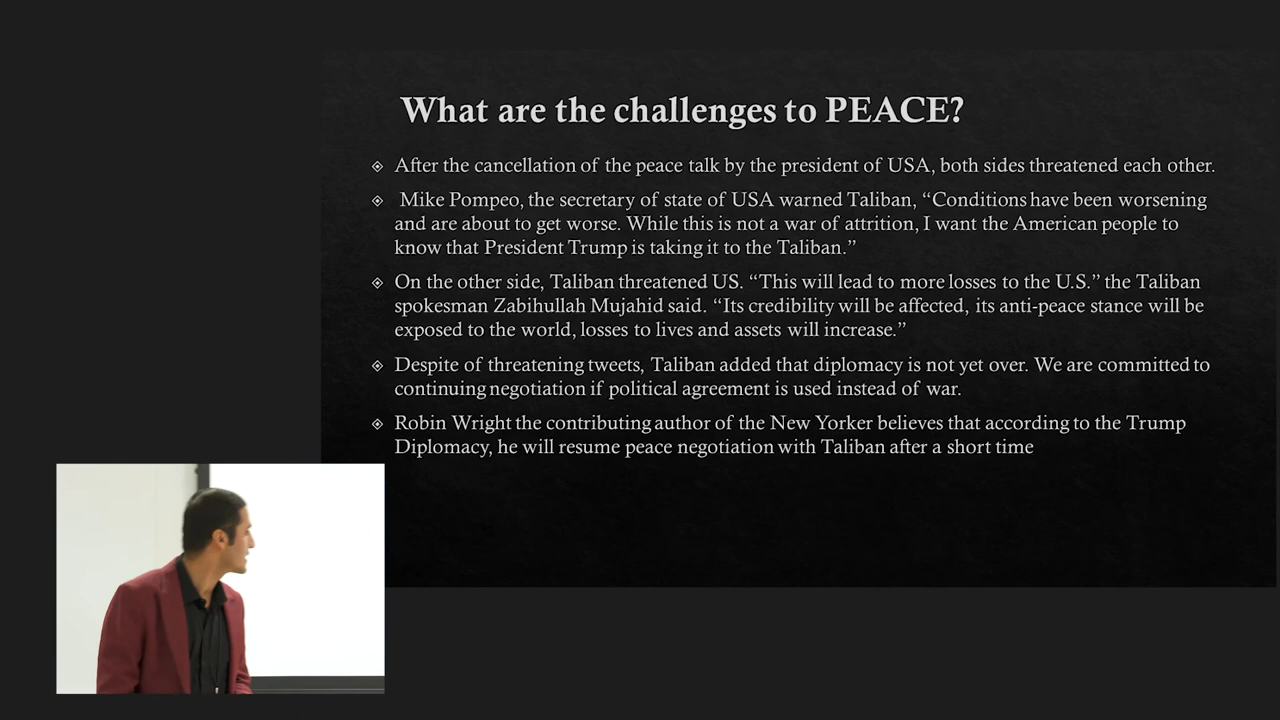 What are the challenges to PEACE?
After the cancellation of the peace talk by the president of USA, both sides threatened each other.
Mike Pompeo, the secretary of state of USA warned Taliban, “Conditions have been worsening
and are about to get worse. While this is not a war of attrition, I want the American people to
know that President Trump is taking it to the Taliban.”
On the other side, Taliban threatened US. “This will lead to more losses to the U.S.” the Taliban
spokesman Zabihullah Mujahid said. “Its credibility will be affected, its anti-peace stance will be
exposed to the world, losses to lives and assets will increase.”
Despite of threatening tweets, Taliban added that diplomacy is not yet over. We are committed to
continuing negotiation if political agreement is used instead of war.
Robin Wright the contributing author of the New Yorker believes that according to the Trump
Diplomacy, he will resume peace negotiation with Taliban after a short time